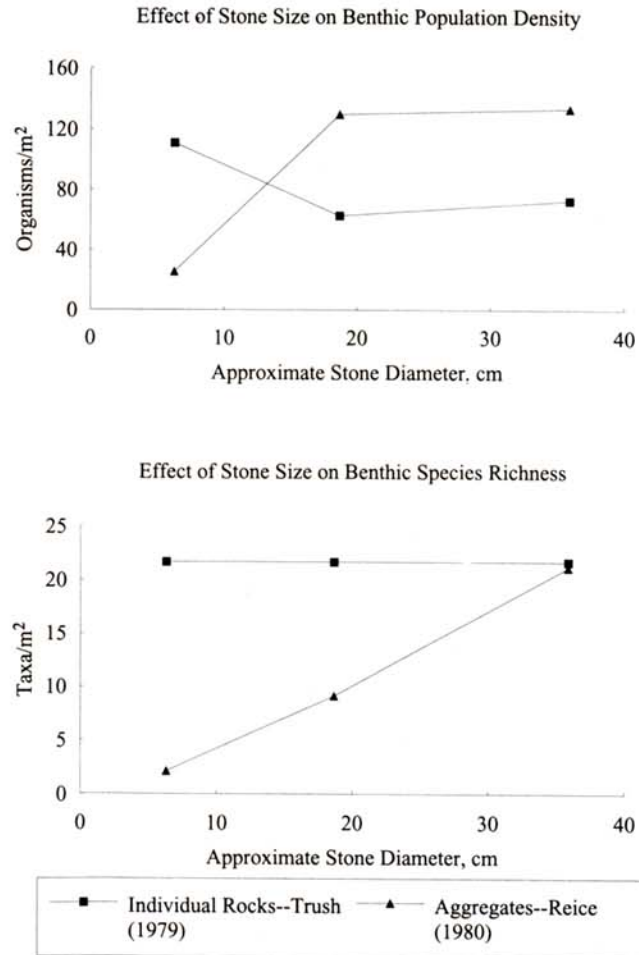 Effect of Stone Size on Benthic Population Density
160
120
80
40
0
Organisms/m²
0 10 20 30 40
Approximate Stone Diameter, cm
Effect of Stone Size on Benthic Species Richness
25
20
15
10
5
0
Taxa/m²
0 10 20 30 40
Approximate Stone Diameter, cm
Individual Rocks--Trush
(1979)
Aggregates--Reice
(1980)